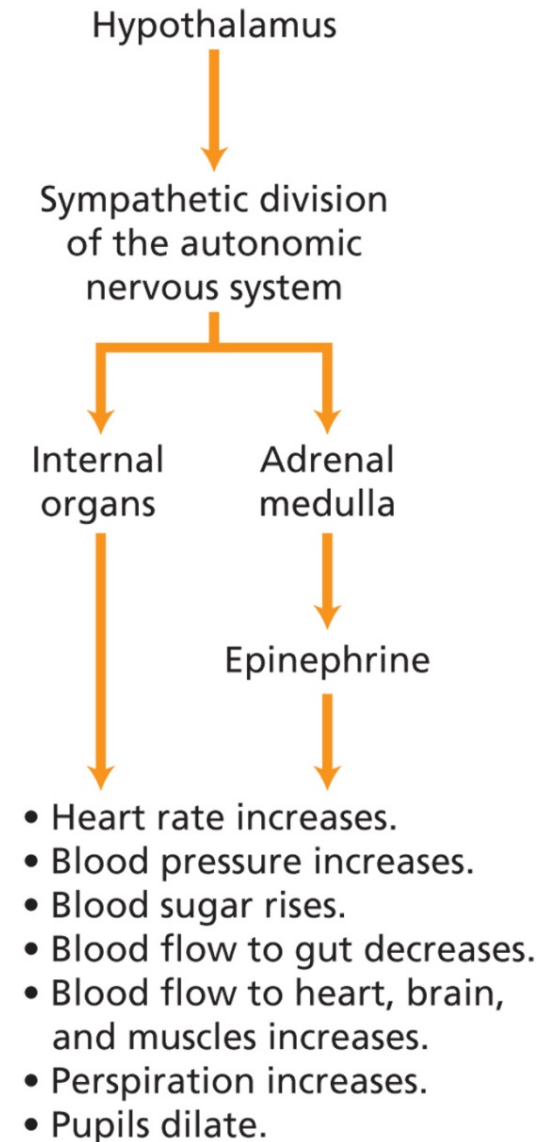 Hypothalamus
Sympathetic division
of the autonomic
nervous system
Internal
organs
Adrenal
medulla
Epinephrine
• Heart rate increases.
• Blood pressure increases.
• Blood sugar rises.
• Blood flow to gut decreases.
• Blood flow to heart, brain,
and muscles increases.
• Perspiration increases.
• Pupils dilate.